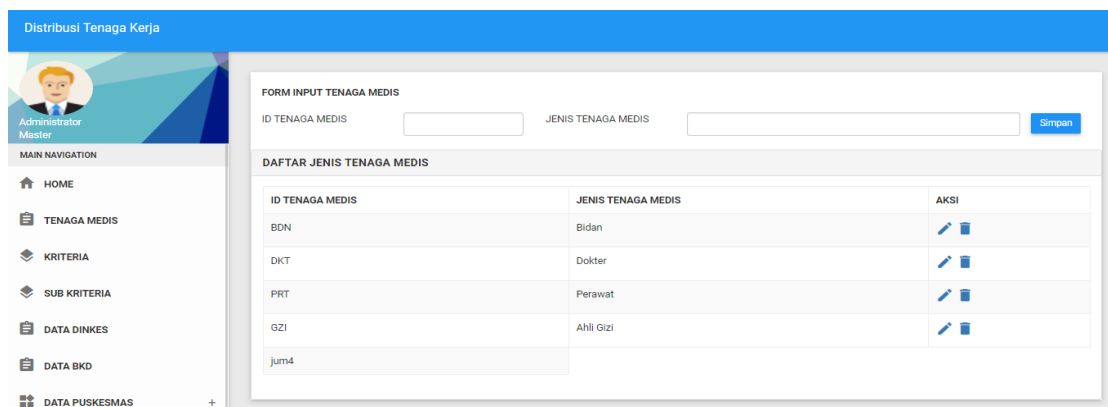 Distribusi Tenaga Kerja
Administrator
Master
MAIN NAVIGATION
HOME
TENAGA MEDIS
KRITERIA
SUB KRITERIA
DATA DINKES
DATA BKD
DATA PUSKESMAS +
FORM INPUT TENAGA MEDIS
ID TENAGA MEDIS JENIS TENAGA MEDIS Simpan
DAFTAR JENIS TENAGA MEDIS
ID TENAGA MEDIS JENIS TENAGA MEDIS AKSI
BDN Bidan
DKT Dokter
PRT Perawat
GZI Ahli Gizi
jum4